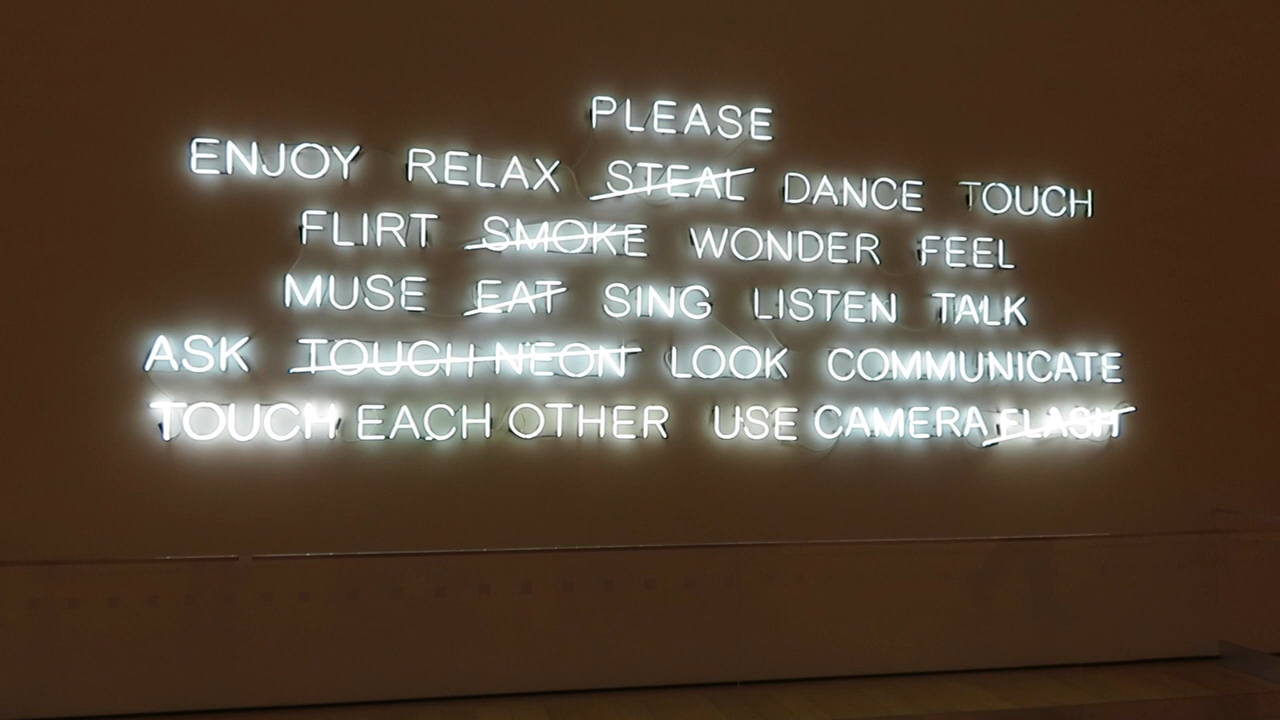 PLEASE
ENJOY RELAX STEAL DANCE TOUCH
FLIRT SMOKE WONDER FEEL
MUSE EAT SING LISTEN TALK
ASK TOUCH NEON LOOK COMMUNICATE
TOUCH EACH OTHER USE CAMERA FLASH